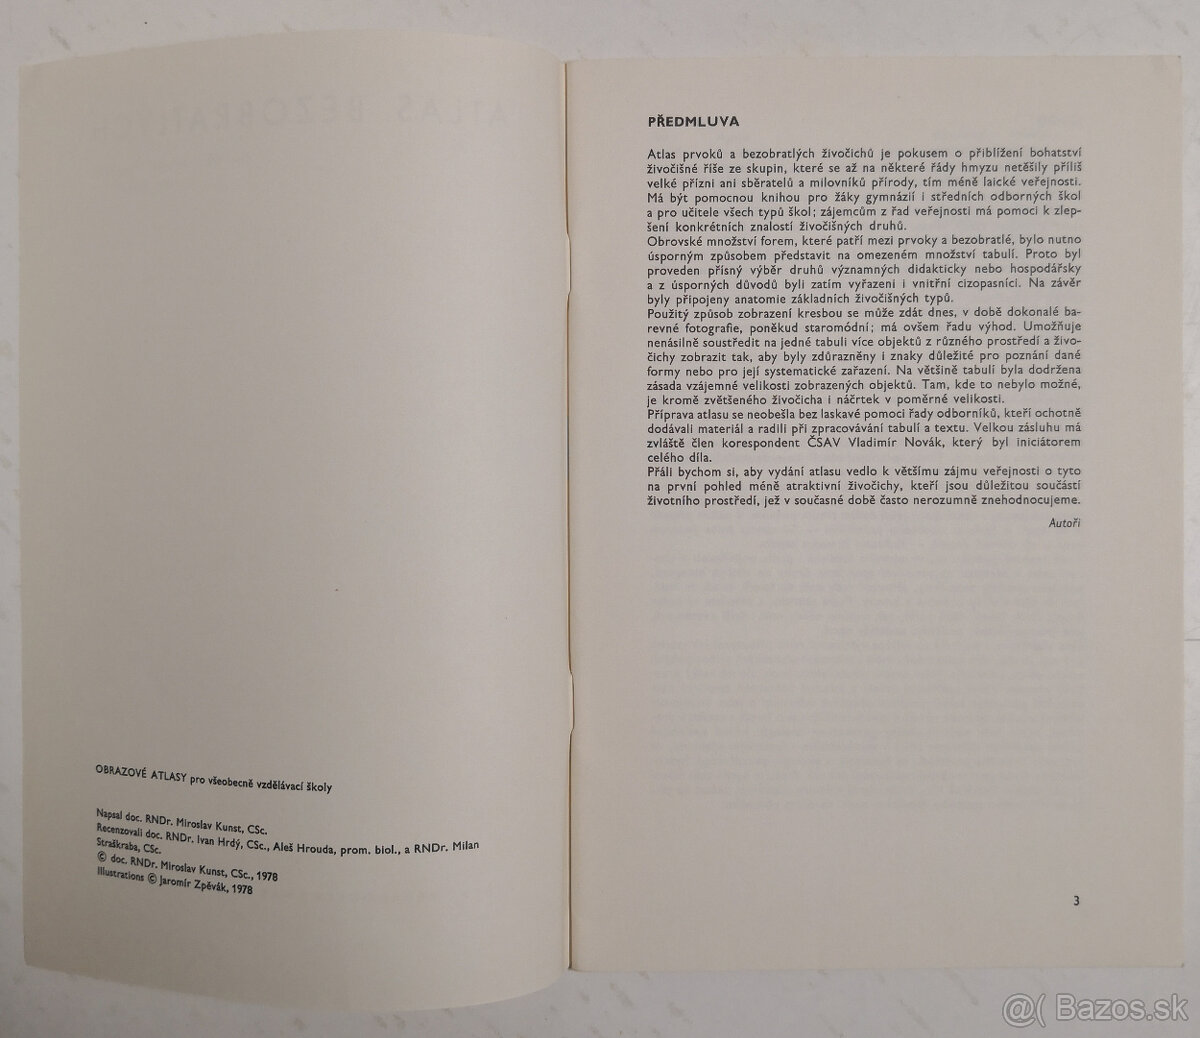 OBRAZOVÉ ATLASY pro všeobecně vzdělávací školy
Napsal doc. RNDr. Miroslav Kunst, CSc.
Recenzovali doc. RNDr. Ivan Hrdý, CSc., Aleš Hrouda, prom. biol., a RNDr. Milan
Straškraba, CSc.
© doc. RNDr. Miroslav Kunst, CSc., 1978
Illustrations © Jaromír Zpěvák, 1978
PŘEDMLUVA
Atlas prvoků a bezobratlých živočichů je pokusem o přiblížení bohatství
živočišné říše ze skupin, které se až na některé řády hmyzu netěšily příliš
velké přízni ani sběratelů a milovníků přírody, tím méně laické veřejnosti.
Má být pomocnou knihou pro žáky gymnázií i středních odborných škol
a pro učitele všech typů škol; zájemcům z řad veřejnosti má pomoci k zlep-
šení konkrétních znalostí živočišných druhů.
Obrovské množství forem, které patří mezi prvoky a bezobratlé, bylo nutno
úsporným způsobem představit na omezeném množství tabulí. Proto byl
proveden přísný výběr druhů významných didakticky nebo hospodářsky
a z úsporných důvodů byli zatím vyřazeni i vnitřní cizopasníci. Na závěr
byly připojeny anatomie základních živočišných typů.
Použitý způsob zobrazení kresbou se může zdát dnes, v době dokonalé ba-
revné fotografie, poněkud staromódní; má ovšem řadu výhod. Umožňuje
nenásilně soustředit na jedné tabuli více objektů z různého prostředí a živo-
čichy zobrazit tak, aby byly zdůrazněny i znaky důležité pro poznání dané
formy nebo pro její systematické zařazení. Na většině tabulí byla dodržena
zásada vzájemné velikosti zobrazených objektů. Tam, kde to nebylo možné,
je kromě zvětšeného živočicha i náčrtek v poměrné velikosti.
Příprava atlasu se neobešla bez laskavé pomoci řady odborníků, kteří ochotně
dodávali materiál a radili při zpracovávání tabulí a textu. Velkou zásluhu má
zvláště člen korespondent ČSAV Vladimír Novák, který byl iniciátorem
celého díla.
Přáli bychom si, aby vydání atlasu vedlo k většímu zájmu veřejnosti o tyto
na první pohled méně atraktivní živočichy, kteří jsou důležitou součástí
životního prostředí, jež v současné době často nerozumně znehodnocujeme.
Autoři
3
@( Bazos.sk